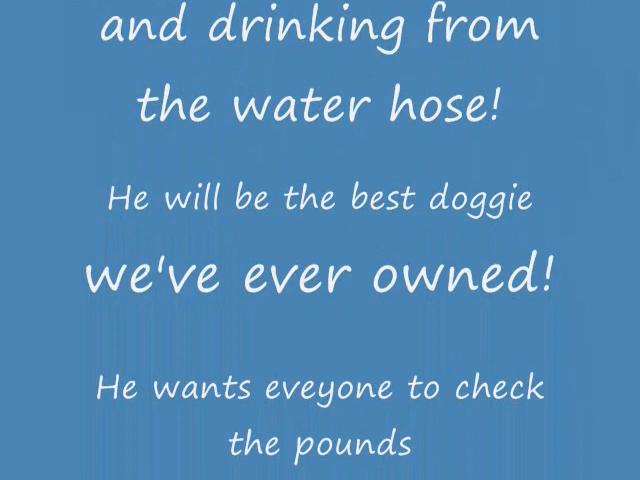 and drinking from
the water hose!
He will be the best doggie
we've ever owned!
He wants eveyone to check
the pounds